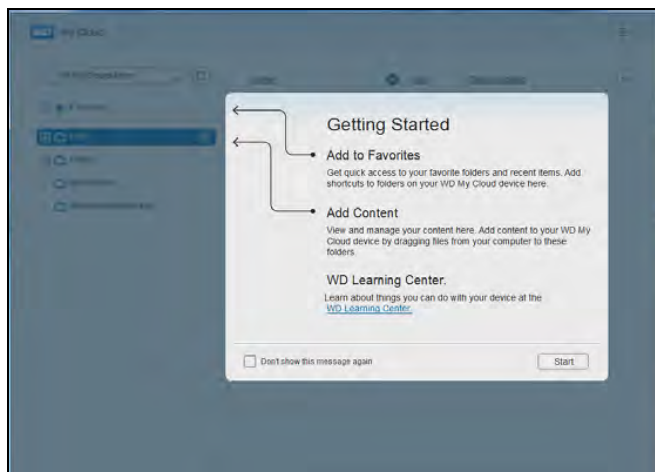 WD My Cloud
Getting Started
Add to Favorites
Get quick access to your favorite folders and recent items. Add
shortcuts to folders on your WD My Cloud device here.
Add Content
View and manage your content here. Add content to your WD My
Cloud device by dragging files from your computer to these
folders.
WD Learning Center.
Learn about things you can do with your device at the
WD Learning Center.
Don't show this message again
Start